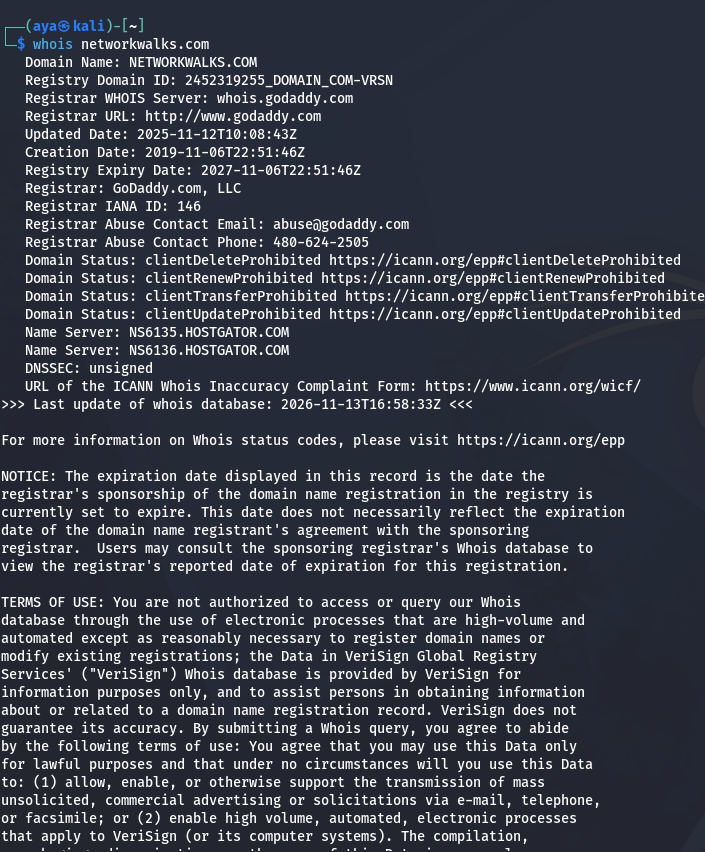 ┌──(aya㉿kali)-[~]
└─$ whois networkwalks.com
   Domain Name: NETWORKWALKS.COM
   Registry Domain ID: 2452319255_DOMAIN_COM-VRSN
   Registrar WHOIS Server: whois.godaddy.com
   Registrar URL: http://www.godaddy.com
   Updated Date: 2025-11-12T10:08:43Z
   Creation Date: 2019-11-06T22:51:46Z
   Registry Expiry Date: 2027-11-06T22:51:46Z
   Registrar: GoDaddy.com, LLC
   Registrar IANA ID: 146
   Registrar Abuse Contact Email: abuse@godaddy.com
   Registrar Abuse Contact Phone: 480-624-2505
   Domain Status: clientDeleteProhibited https://icann.org/epp#clientDeleteProhibited
   Domain Status: clientRenewProhibited https://icann.org/epp#clientRenewProhibited
   Domain Status: clientTransferProhibited https://icann.org/epp#clientTransferProhibite
   Domain Status: clientUpdateProhibited https://icann.org/epp#clientUpdateProhibited
   Name Server: NS6135.HOSTGATOR.COM
   Name Server: NS6136.HOSTGATOR.COM
   DNSSEC: unsigned
   URL of the ICANN Whois Inaccuracy Complaint Form: https://www.icann.org/wicf/
>>> Last update of whois database: 2026-11-13T16:58:33Z <<<

For more information on Whois status codes, please visit https://icann.org/epp

NOTICE: The expiration date displayed in this record is the date the
registrar's sponsorship of the domain name registration in the registry is
currently set to expire. This date does not necessarily reflect the expiration
date of the domain name registrant's agreement with the sponsoring
registrar.  Users may consult the sponsoring registrar's Whois database to
view the registrar's reported date of expiration for this registration.

TERMS OF USE: You are not authorized to access or query our Whois
database through the use of electronic processes that are high-volume and
automated except as reasonably necessary to register domain names or
modify existing registrations; the Data in VeriSign Global Registry
Services' ("VeriSign") Whois database is provided by VeriSign for
information purposes only, and to assist persons in obtaining information
about or related to a domain name registration record. VeriSign does not
guarantee its accuracy. By submitting a Whois query, you agree to abide
by the following terms of use: You agree that you may use this Data only
for lawful purposes and that under no circumstances will you use this Data
to: (1) allow, enable, or otherwise support the transmission of mass
unsolicited, commercial advertising or solicitations via e-mail, telephone,
or facsimile; or (2) enable high volume, automated, electronic processes
that apply to VeriSign (or its computer systems). The compilation,